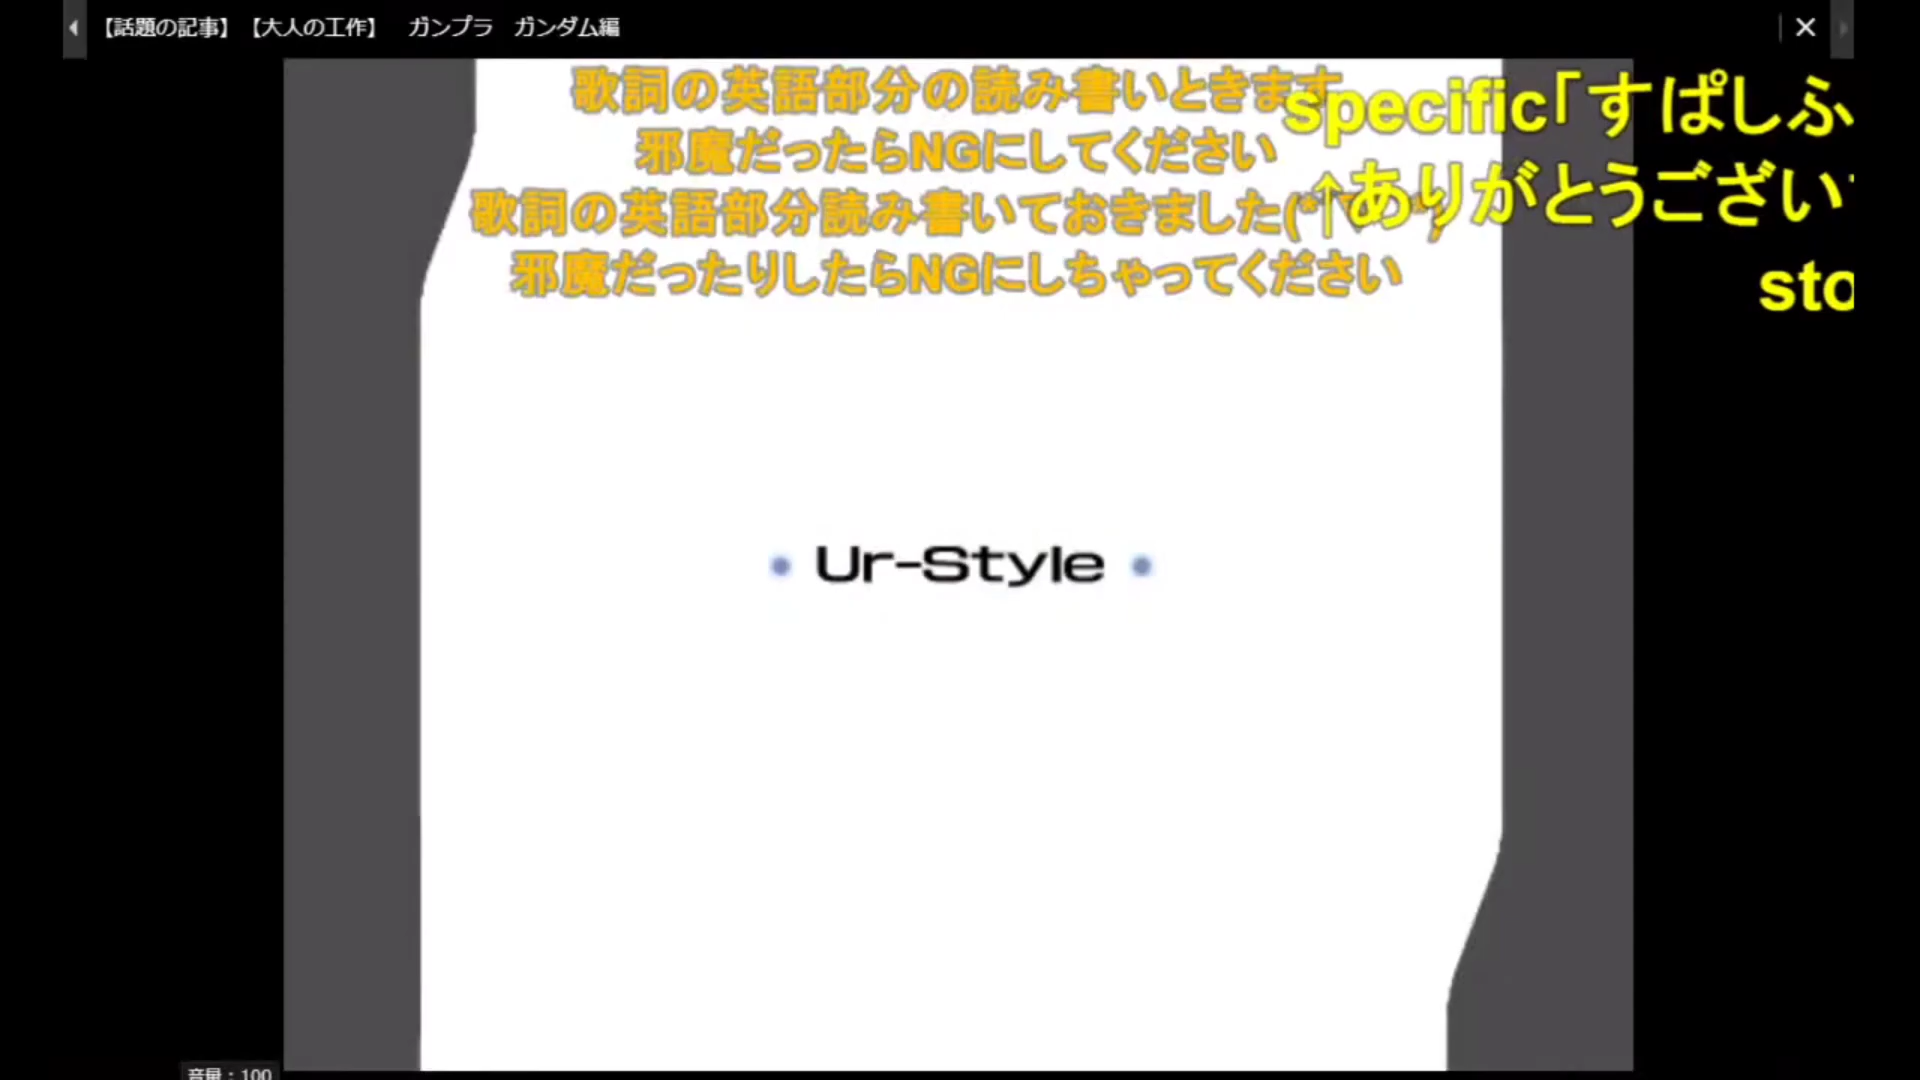 【話題の記事】【大人の工作】 ガンプラ ガンダム編
歌詞の英語部分の読み書いときます
specific「すぱしふ
邪魔だったらNGにしてください
↑ありがとうござい
歌詞の英語部分読み書いておきました(*
邪魔だったりしたらNGにしちゃってください
sto
Ur-Style
音量：100